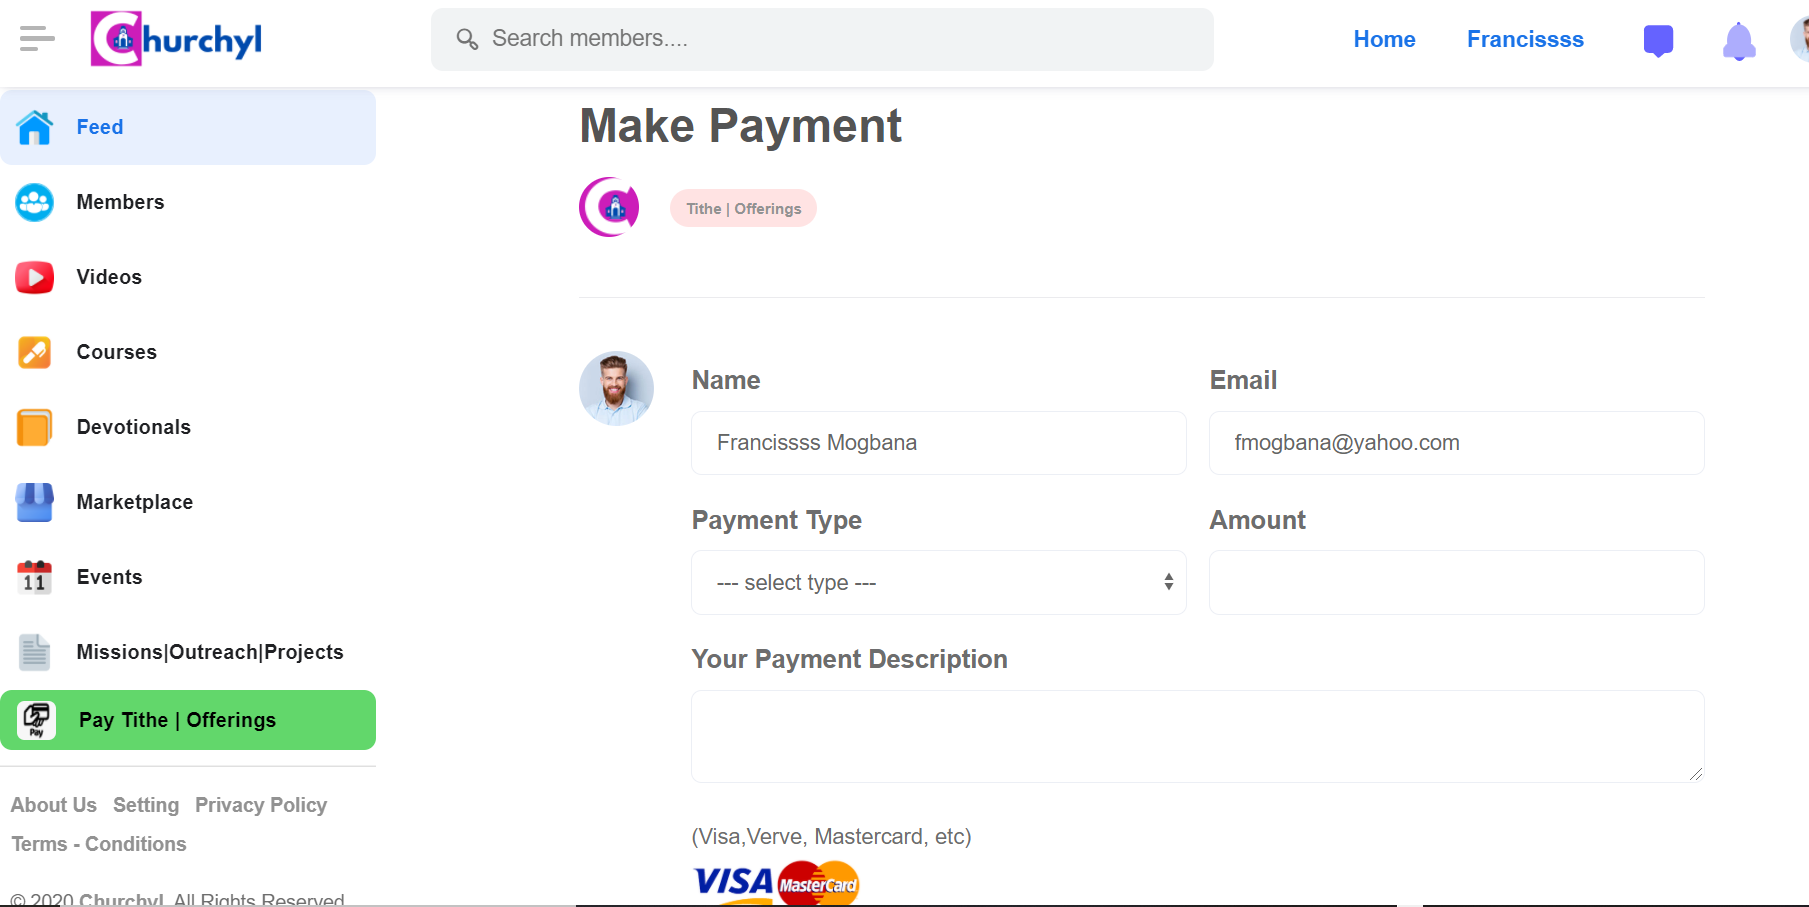 Churchyl
Search members....
Home
Francissss
Feed
Members
Videos
Courses
Devotionals
Marketplace
11
Events
Missions|Outreach|Projects
Pay
Pay Tithe | Offerings
About Us Setting Privacy Policy
Terms - Conditions
© 2020 Churchyl. All Rights Reserved
Make Payment
Tithe | Offerings
Name
Francissss Mogbana
Email
fmogbana@yahoo.com
Payment Type
--- select type ---
Amount
Your Payment Description
(Visa,Verve, Mastercard, etc)
VISA MasterCard